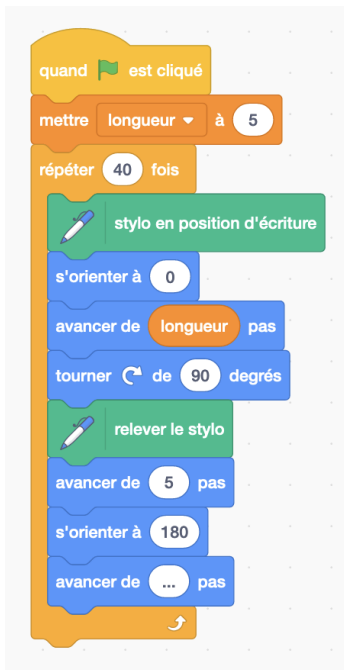 quand est cliqué
mettre longueur à 5
répéter 40 fois
stylo en position d'écriture
s'orienter à 0
avancer de longueur pas
tourner de 90 degrés
relever le stylo
avancer de 5 pas
s'orienter à 180
avancer de ... pas